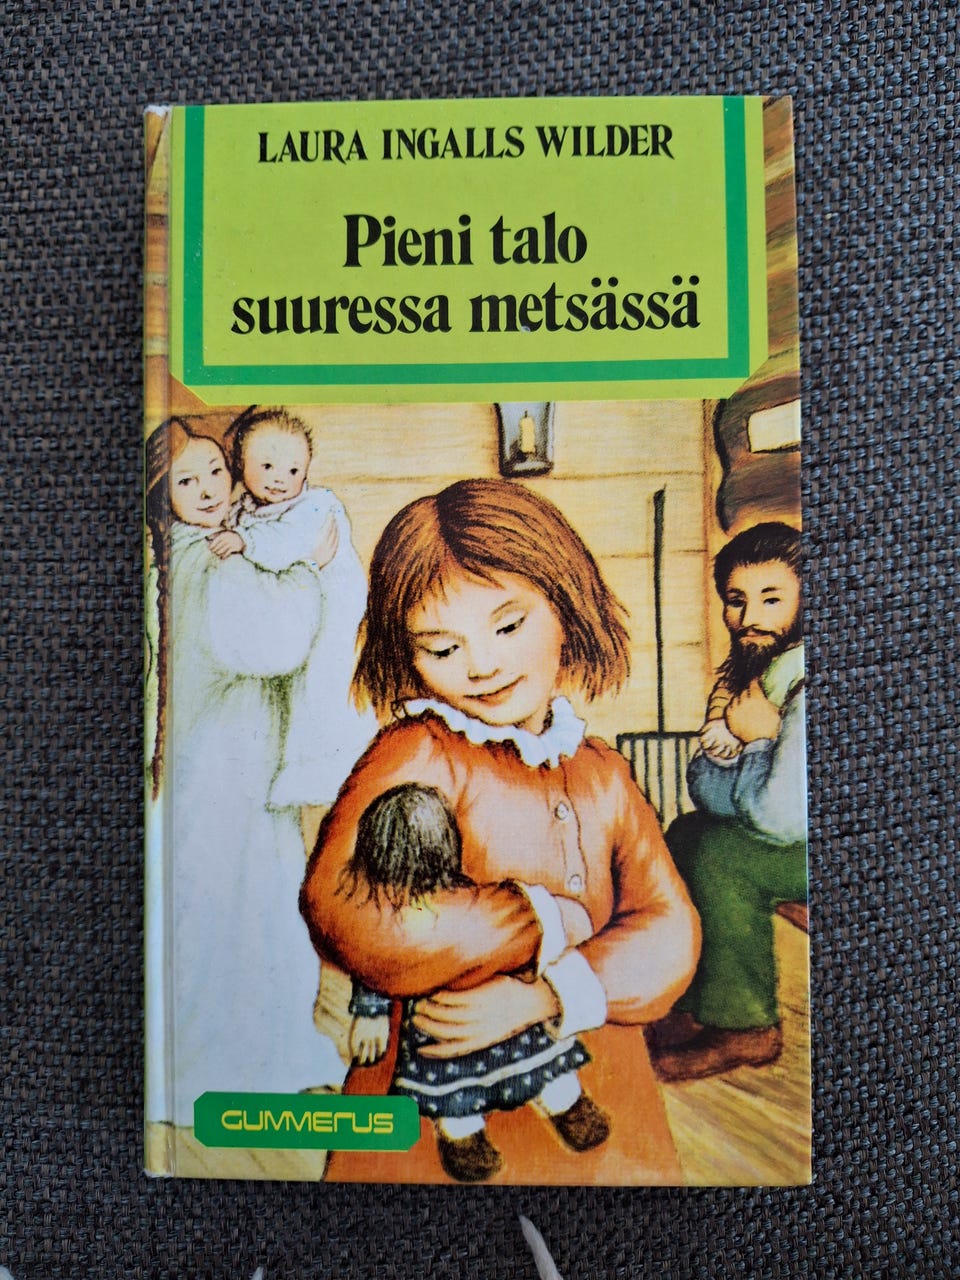 LAURA INGALLS WILDER
Pieni talo
suuressa metsässä
GUMMERUS